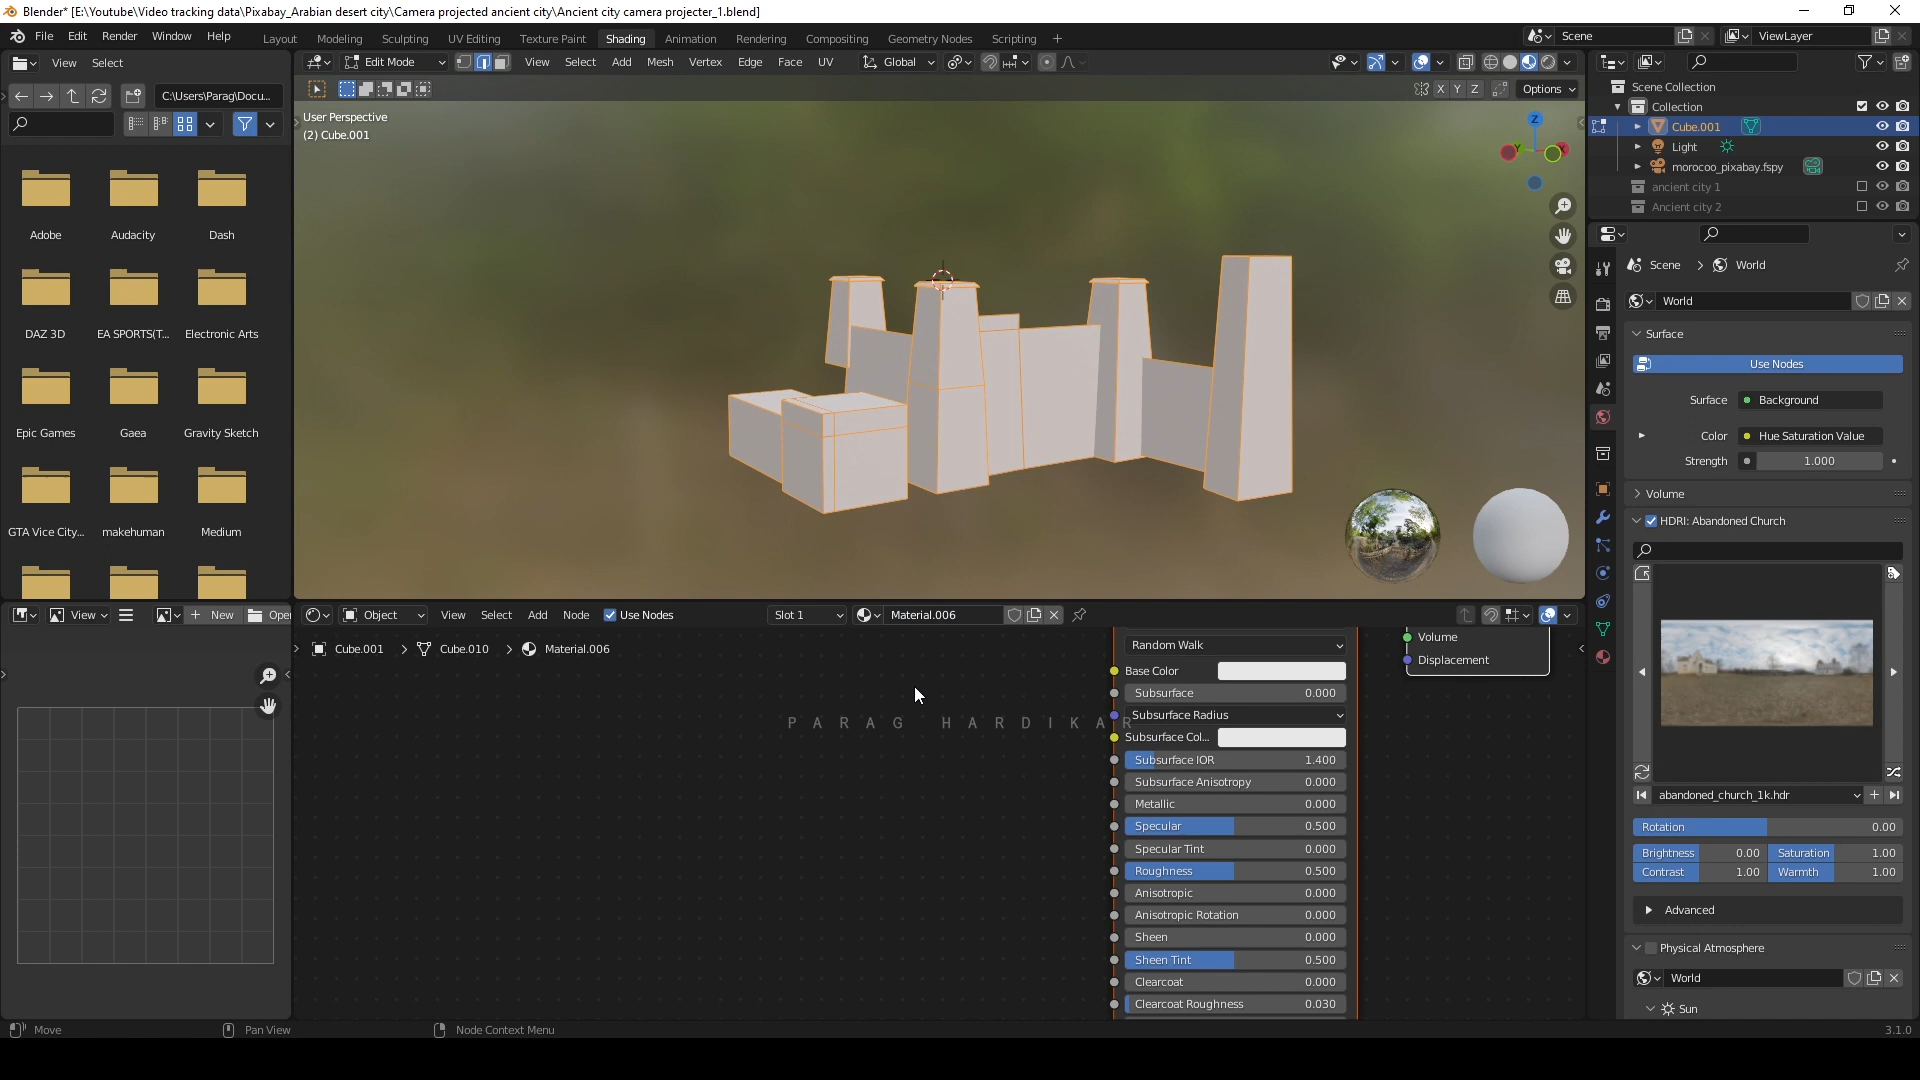 Blender* [E:\Youtube\Video tracking data\Pixabay_Arabian desert city\Camera projected ancient city\Ancient city camera projecter_1.blend]
File Edit Render Window Help Layout Modeling Sculpting UV Editing Texture Paint Shading Animation Rendering Compositing Geometry Nodes Scripting + Scene ViewLayer
View Select Edit Mode View Select Add Mesh Vertex Edge Face UV Global
C:\Users\Parag\Docu... X Y Z Options
User Perspective
(2) Cube.001
Z
Y
Scene Collection
Collection
Cube.001
Light
morocoo_pixabay.fspy
ancient city 1
Ancient city 2
Adobe Audacity Dash
DAZ 3D EA SPORTS(T... Electronic Arts
Epic Games Gaea Gravity Sketch
GTA Vice City... makehuman Medium
Scene > World
World
Surface
Use Nodes
Surface Background
Color Hue Saturation Value
Strength 1.000
Volume
HDRI: Abandoned Church
abandoned_church_1k.hdr
Rotation 0.00
Brightness 0.00 Saturation 1.00
Contrast 1.00 Warmth 1.00
Advanced
Physical Atmosphere
World
Sun
View + New Open
Object View Select Add Node Use Nodes Slot 1 Material.006
Cube.001 > Cube.010 > Material.006
PARAG HARDIKAR
Random Walk
Base Color
Subsurface 0.000
Subsurface Radius
Subsurface Col...
Subsurface IOR 1.400
Subsurface Anisotropy 0.000
Metallic 0.000
Specular 0.500
Specular Tint 0.000
Roughness 0.500
Anisotropic 0.000
Anisotropic Rotation 0.000
Sheen 0.000
Sheen Tint 0.500
Clearcoat 0.000
Clearcoat Roughness 0.030
Volume
Displacement
Move Pan View Node Context Menu 3.1.0